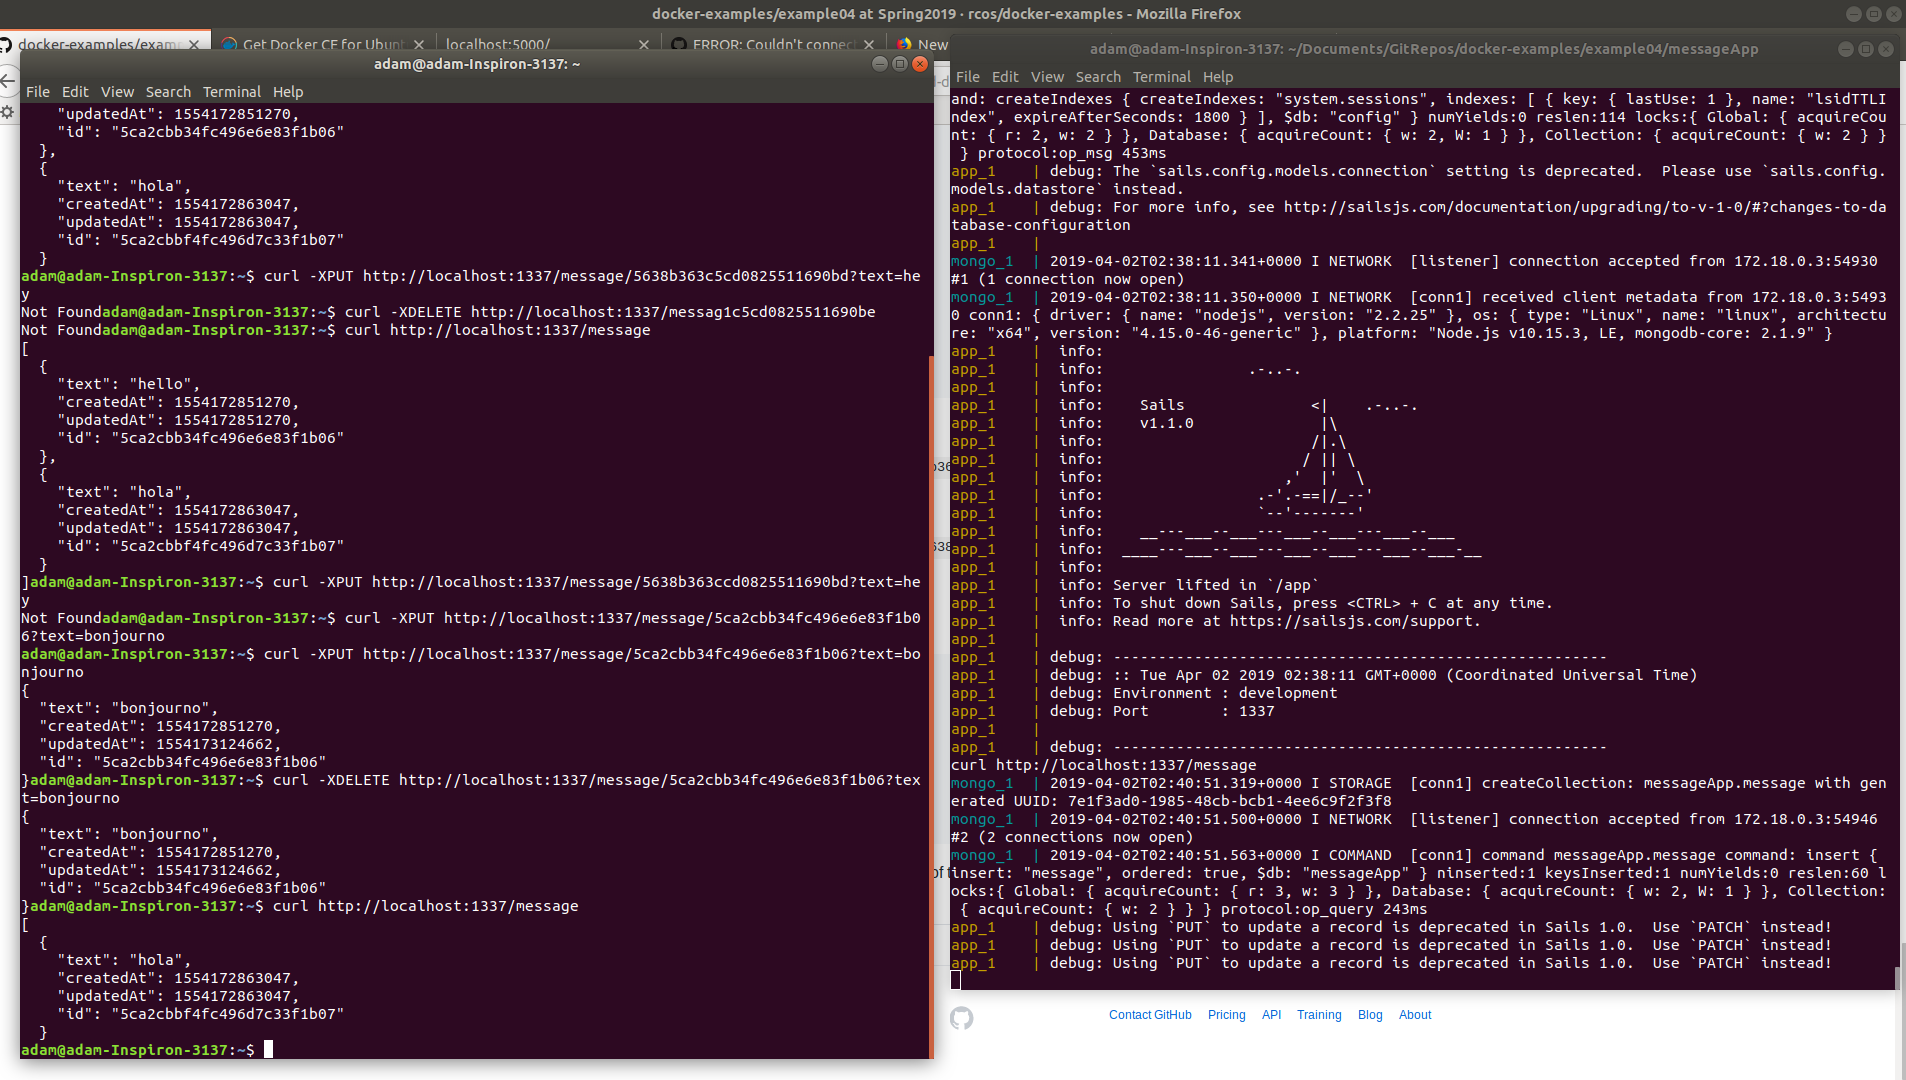 docker-examples/example04 at Spring2019 · rcos/docker-examples - Mozilla Firefox
docker-examples/exam
Get Docker CE for Ubun
localhost:5000/
ERROR: Couldn't connec
New
adam@adam-Inspiron-3137: ~
File Edit View Search Terminal Help
"updatedAt": 1554172851270,
"id": "5ca2cbb34fc496e6e83f1b06"
},
{
"text": "hola",
"createdAt": 1554172863047,
"updatedAt": 1554172863047,
"id": "5ca2cbbf4fc496d7c33f1b07"
}
adam@adam-Inspiron-3137:~$ curl -XPUT http://localhost:1337/message/5638b363c5cd0825511690bd?text=he
y
Not Foundadam@adam-Inspiron-3137:~$ curl -XDELETE http://localhost:1337/messag1c5cd0825511690be
Not Foundadam@adam-Inspiron-3137:~$ curl http://localhost:1337/message
[
{
"text": "hello",
"createdAt": 1554172851270,
"updatedAt": 1554172851270,
"id": "5ca2cbb34fc496e6e83f1b06"
},
{
"text": "hola",
"createdAt": 1554172863047,
"updatedAt": 1554172863047,
"id": "5ca2cbbf4fc496d7c33f1b07"
}
]adam@adam-Inspiron-3137:~$ curl -XPUT http://localhost:1337/message/5638b363ccd0825511690bd?text=he
y
Not Foundadam@adam-Inspiron-3137:~$ curl -XPUT http://localhost:1337/message/5ca2cbb34fc496e6e83f1b0
6?text=bonjourno
adam@adam-Inspiron-3137:~$ curl -XPUT http://localhost:1337/message/5ca2cbb34fc496e6e83f1b06?text=bo
njourno
{
"text": "bonjourno",
"createdAt": 1554172851270,
"updatedAt": 1554173124662,
"id": "5ca2cbb34fc496e6e83f1b06"
}adam@adam-Inspiron-3137:~$ curl -XDELETE http://localhost:1337/message/5ca2cbb34fc496e6e83f1b06?tex
t=bonjourno
{
"text": "bonjourno",
"createdAt": 1554172851270,
"updatedAt": 1554173124662,
"id": "5ca2cbb34fc496e6e83f1b06"
}adam@adam-Inspiron-3137:~$ curl http://localhost:1337/message
[
{
"text": "hola",
"createdAt": 1554172863047,
"updatedAt": 1554172863047,
"id": "5ca2cbbf4fc496d7c33f1b07"
}
adam@adam-Inspiron-3137:~$
adam@adam-Inspiron-3137: ~/Documents/GitRepos/docker-examples/example04/messageApp
File Edit View Search Terminal Help
and: createIndexes { createIndexes: "system.sessions", indexes: [ { key: { lastUse: 1 }, name: "lsidTTLI
ndex", expireAfterSeconds: 1800 } ], $db: "config" } numYields:0 reslen:114 locks:{ Global: { acquireCou
nt: { r: 2, w: 2 } }, Database: { acquireCount: { w: 2, W: 1 } }, Collection: { acquireCount: { w: 2 } }
} protocol:op_msg 453ms
app_1 | debug: The `sails.config.models.connection` setting is deprecated. Please use `sails.config.
models.datastore` instead.
app_1 | debug: For more info, see http://sailsjs.com/documentation/upgrading/to-v-1-0/#?changes-to-da
tabase-configuration
app_1 |
mongo_1 | 2019-04-02T02:38:11.341+0000 I NETWORK [listener] connection accepted from 172.18.0.3:54930
#1 (1 connection now open)
mongo_1 | 2019-04-02T02:38:11.350+0000 I NETWORK [conn1] received client metadata from 172.18.0.3:5493
0 conn1: { driver: { name: "nodejs", version: "2.2.25" }, os: { type: "Linux", name: "linux", architectu
re: "x64", version: "4.15.0-46-generic" }, platform: "Node.js v10.15.3, LE, mongodb-core: 2.1.9" }
app_1 | info:
app_1 | info: .-..-.
app_1 | info:
app_1 | info: Sails <| .-..-.
app_1 | info: v1.1.0 |\
app_1 | info: /|.\
app_1 | info: / || \
app_1 | info: ,' |' \
app_1 | info: .-'.-==|/_--'
app_1 | info: `--'-------'
app_1 | info: __---___--___---___--___---___--___
app_1 | info: ____---___--___---___--___---___--___-__
app_1 | info:
app_1 | info: Server lifted in `/app`
app_1 | info: To shut down Sails, press <CTRL> + C at any time.
app_1 | info: Read more at https://sailsjs.com/support.
app_1 |
app_1 | debug: -------------------------------------------------------
app_1 | debug: :: Tue Apr 02 2019 02:38:11 GMT+0000 (Coordinated Universal Time)
app_1 | debug: Environment : development
app_1 | debug: Port : 1337
app_1 |
app_1 | debug: -------------------------------------------------------
curl http://localhost:1337/message
mongo_1 | 2019-04-02T02:40:51.319+0000 I STORAGE [conn1] createCollection: messageApp.message with gen
erated UUID: 7e1f3ad0-1985-48cb-bcb1-4ee6c9f2f3f8
mongo_1 | 2019-04-02T02:40:51.500+0000 I NETWORK [listener] connection accepted from 172.18.0.3:54946
#2 (2 connections now open)
mongo_1 | 2019-04-02T02:40:51.563+0000 I COMMAND [conn1] command messageApp.message command: insert {
insert: "message", ordered: true, $db: "messageApp" } ninserted:1 keysInserted:1 numYields:0 reslen:60 l
ocks:{ Global: { acquireCount: { r: 3, w: 3 } }, Database: { acquireCount: { w: 2, W: 1 } }, Collection:
{ acquireCount: { w: 2 } } } protocol:op_query 243ms
app_1 | debug: Using `PUT` to update a record is deprecated in Sails 1.0. Use `PATCH` instead!
app_1 | debug: Using `PUT` to update a record is deprecated in Sails 1.0. Use `PATCH` instead!
app_1 | debug: Using `PUT` to update a record is deprecated in Sails 1.0. Use `PATCH` instead!
Contact GitHub Pricing API Training Blog About